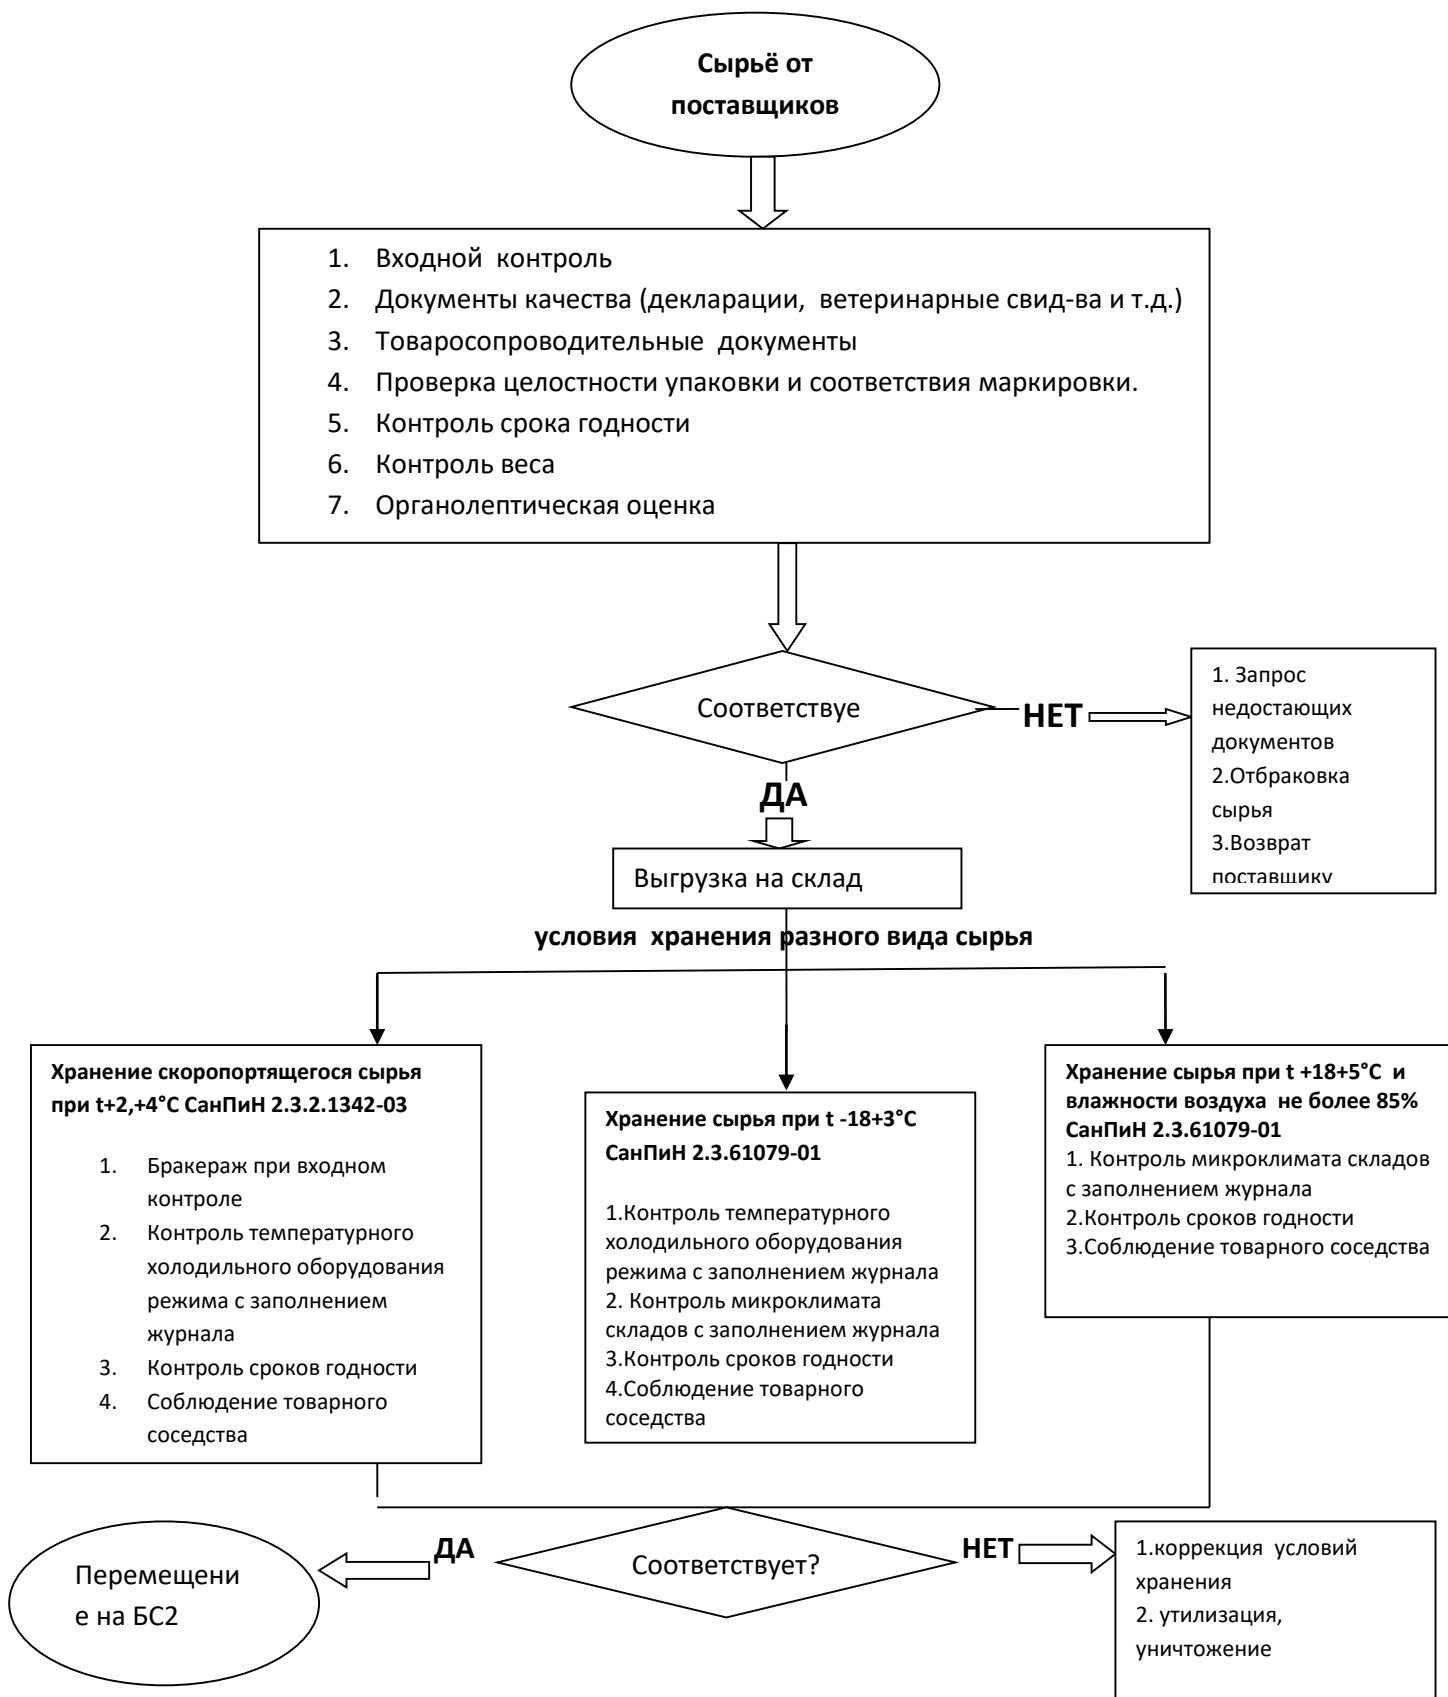 Сырьё от
поставщиков
1. Входной контроль
2. Документы качества (декларации, ветеринарные свид-ва и т.д.)
3. Товаросопроводительные документы
4. Проверка целостности упаковки и соответствия маркировки.
5. Контроль срока годности
6. Контроль веса
7. Органолептическая оценка
Соответствуе
НЕТ
1. Запрос
недостающих
документов
2.Отбраковка
сырья
3.Возврат
поставщику
ДА
Выгрузка на склад
условия хранения разного вида сырья
Хранение скоропортящегося сырья
при t+2,+4°С СанПиН 2.3.2.1342-03
1. Бракераж при входном
контроле
2. Контроль температурного
холодильного оборудования
режима с заполнением
журнала
3. Контроль сроков годности
4. Соблюдение товарного
соседства
Хранение сырья при t -18+3°С
СанПиН 2.3.61079-01
1.Контроль температурного
холодильного оборудования
режима с заполнением журнала
2. Контроль микроклимата
складов с заполнением журнала
3.Контроль сроков годности
4.Соблюдение товарного
соседства
Хранение сырья при t +18+5°С и
влажности воздуха не более 85%
СанПиН 2.3.61079-01
1. Контроль микроклимата складов
с заполнением журнала
2.Контроль сроков годности
3.Соблюдение товарного соседства
Перемещени
е на БС2
ДА
Соответствует?
НЕТ
1.коррекция условий
хранения
2. утилизация,
уничтожение